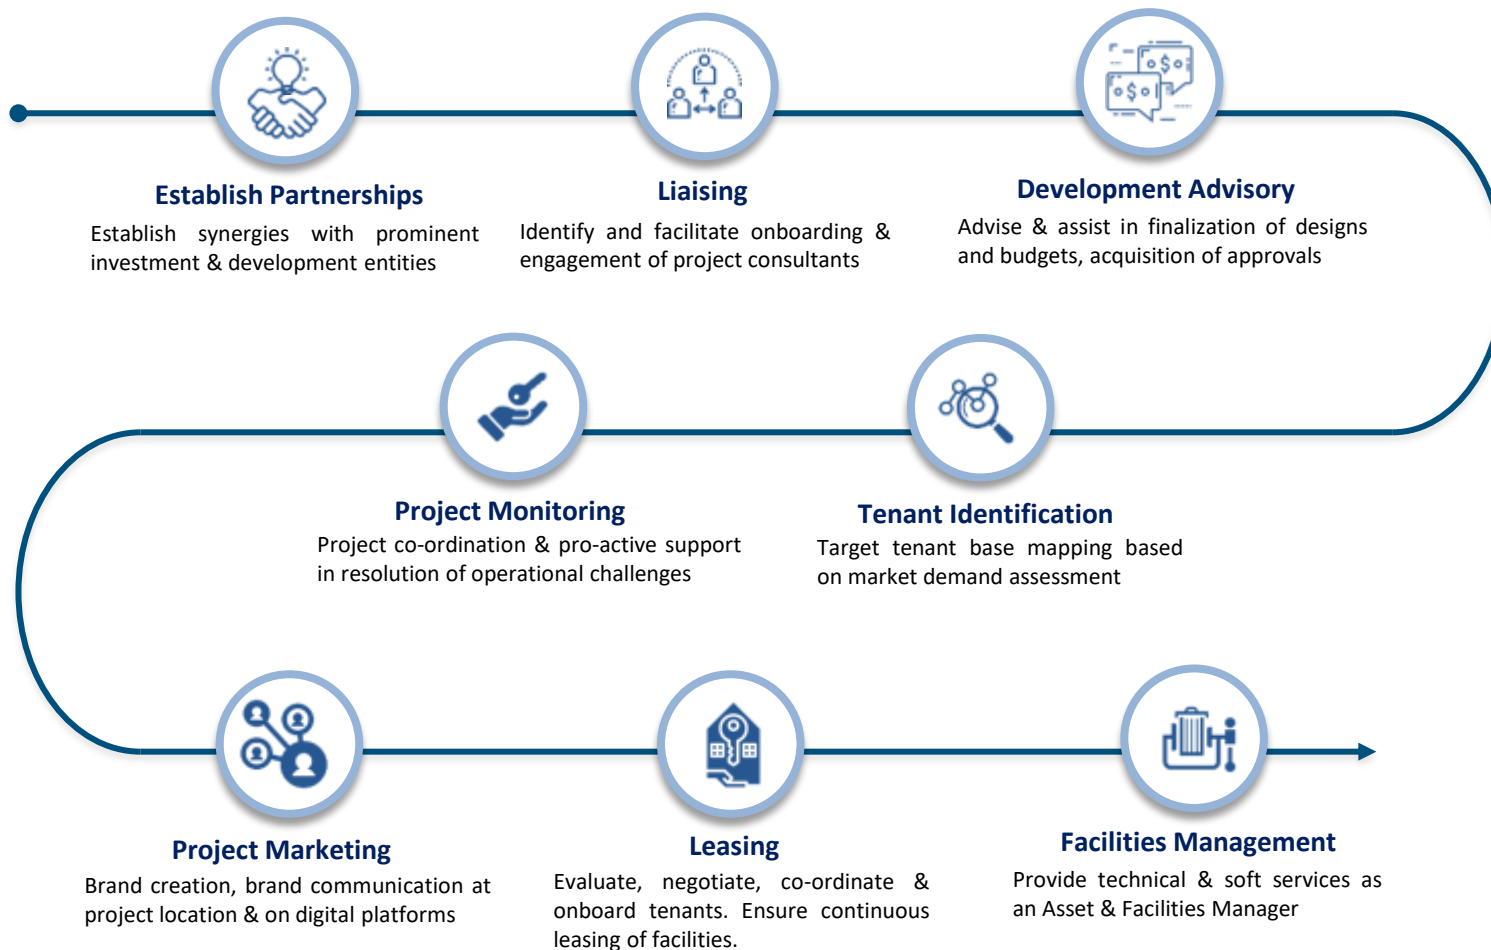 Establish Partnerships
Establish synergies with prominent
investment & development entities
Liaising
Identify and facilitate onboarding &
engagement of project consultants
Development Advisory
Advise & assist in finalization of designs
and budgets, acquisition of approvals
Project Monitoring
Project co-ordination & pro-active support
in resolution of operational challenges
Tenant Identification
Target tenant base mapping based
on market demand assessment
Project Marketing
Brand creation, brand communication at
project location & on digital platforms
Leasing
Evaluate, negotiate, co-ordinate &
onboard tenants. Ensure continuous
leasing of facilities.
Facilities Management
Provide technical & soft services as
an Asset & Facilities Manager